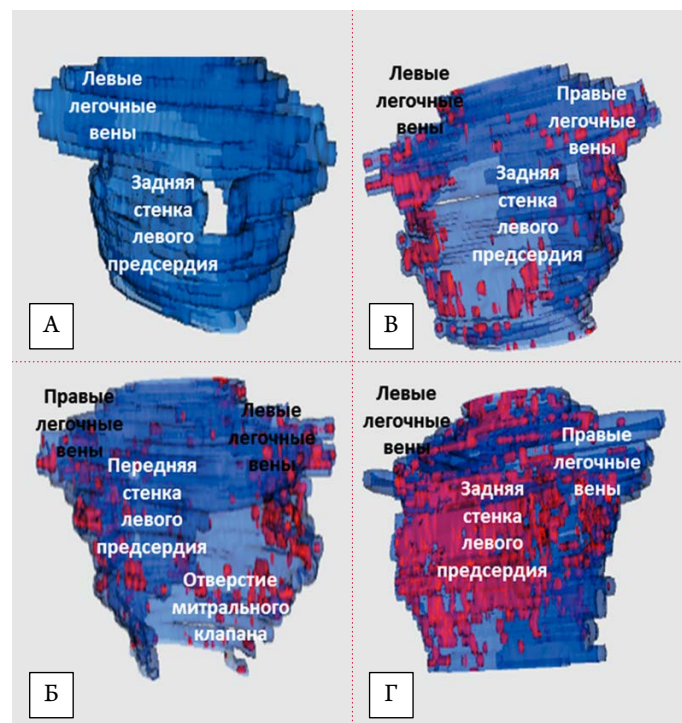 Левые
легочные
вены
Задняя
стенка
левого
предсердия
А
Левые
легочные
вены
Правые
легочные
вены
Задняя
стенка
левого
предсердия
В
Правые
легочные
вены
Левые
легочные
вены
Передняя
стенка
левого
предсердия
Отверстие
митрального
клапана
Б
Левые
легочные
вены
Правые
легочные
вены
Задняя
стенка
левого
предсердия
Г